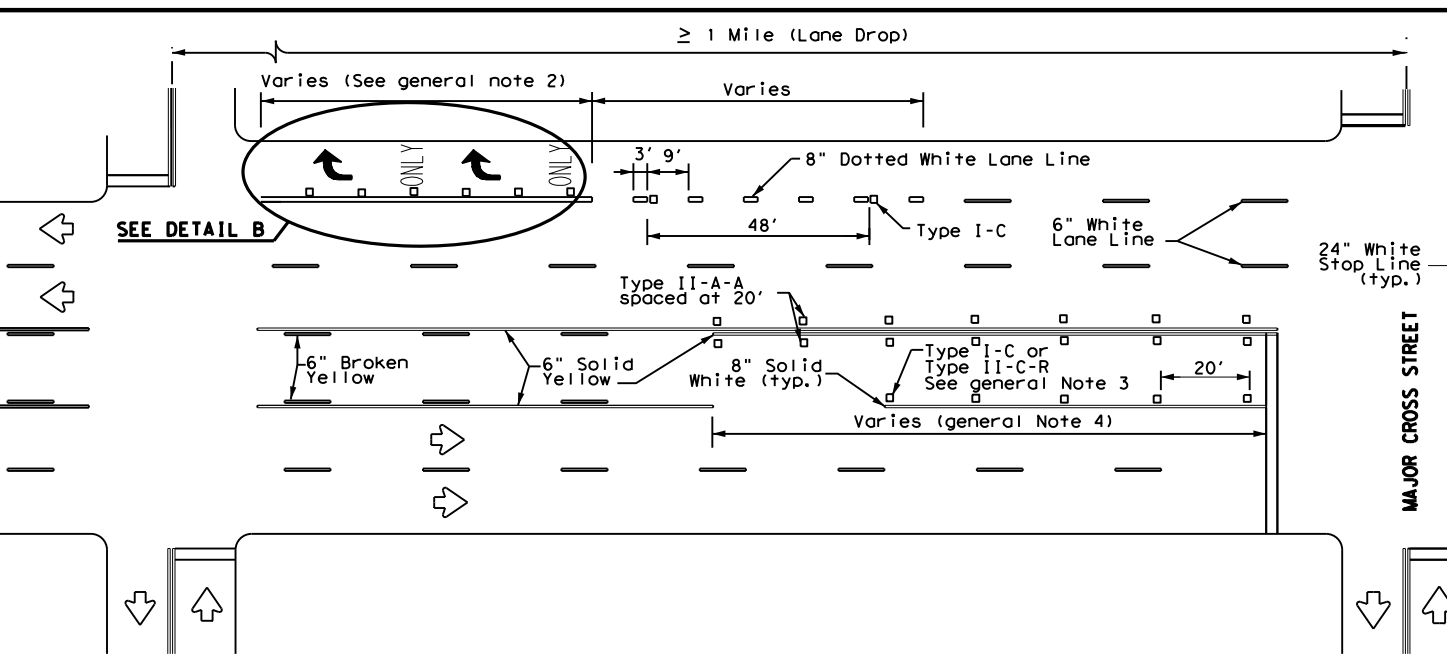 ≥ 1 Mile (Lane Drop)
Varies (See general note 2)
Varies
ONLY
ONLY
3'
9'
8" Dotted White Lane Line
SEE DETAIL B
48'
Type I-C
6" White
Lane Line
24" White
Stop Line
(typ.)
Type II-A-A
spaced at 20'
6" Broken
Yellow
6" Solid
Yellow
8" Solid
White (typ.)
Type I-C or
Type II-C-R
See general Note 3
20'
Varies (general Note 4)
MAJOR CROSS STREET